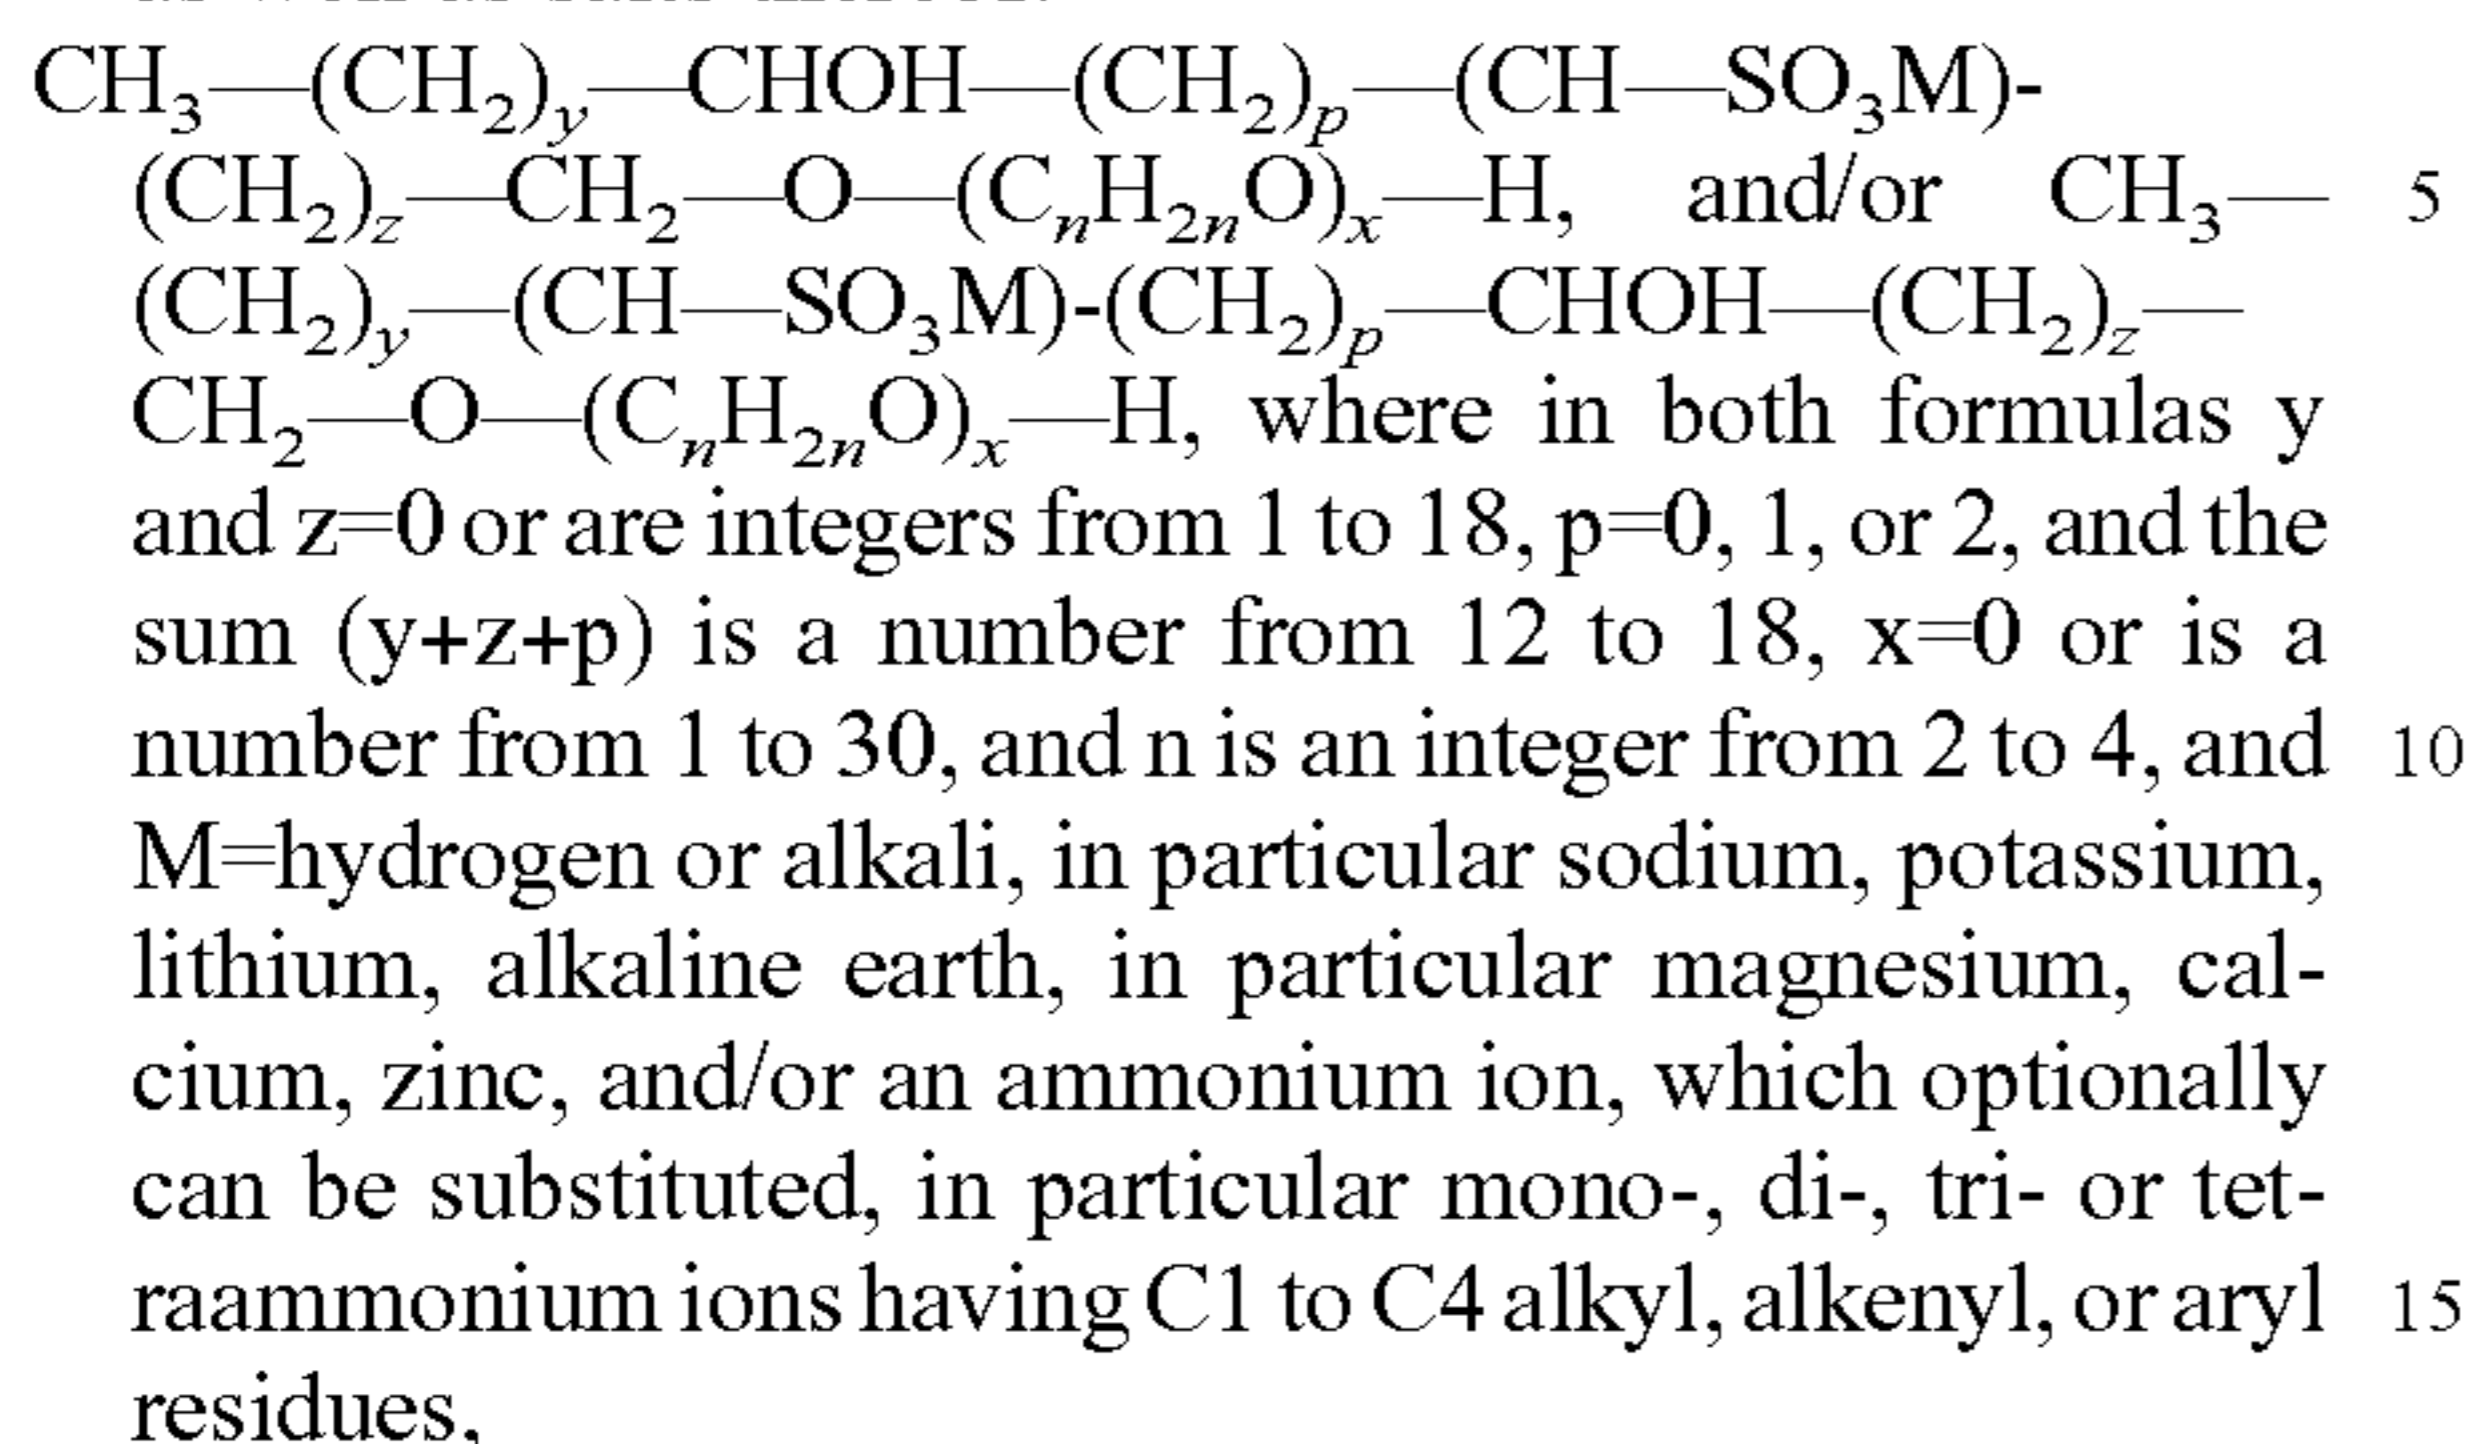 CH₃—(CH₂)y—CHOH—(CH₂)p—(CH—SO₃M)-
(CH₂)z—CH₂—O—(CnH₂nO)x—H, and/or CH₃— 5
(CH₂)y—(CH—SO₃M)-(CH₂)p—CHOH—(CH₂)z—
CH₂—O—(CnH₂nO)x—H, where in both formulas y
and z=0 or are integers from 1 to 18, p=0, 1, or 2, and the
sum (y+z+p) is a number from 12 to 18, x=0 or is a
number from 1 to 30, and n is an integer from 2 to 4, and 10
M=hydrogen or alkali, in particular sodium, potassium,
lithium, alkaline earth, in particular magnesium, cal-
cium, zinc, and/or an ammonium ion, which optionally
can be substituted, in particular mono-, di-, tri- or tet-
raammonium ions having C1 to C4 alkyl, alkenyl, or aryl 15
residues,